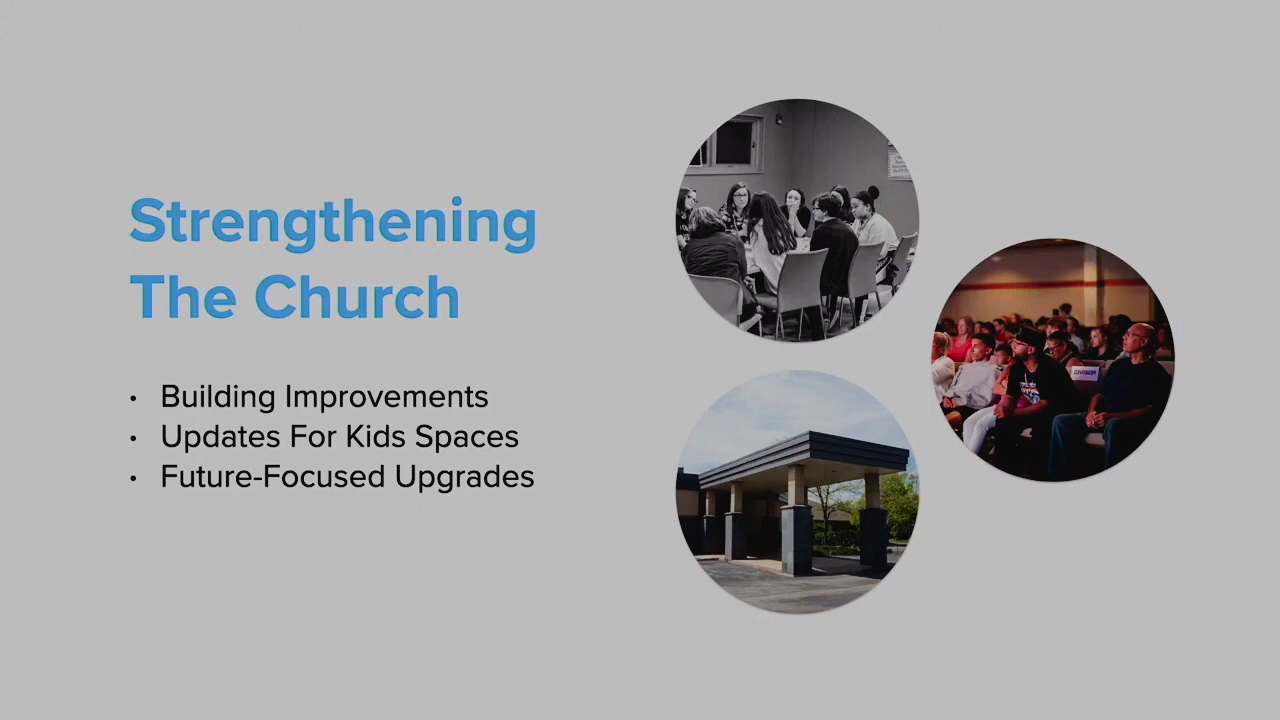 Strengthening
The Church
• Building Improvements
• Updates For Kids Spaces
• Future-Focused Upgrades